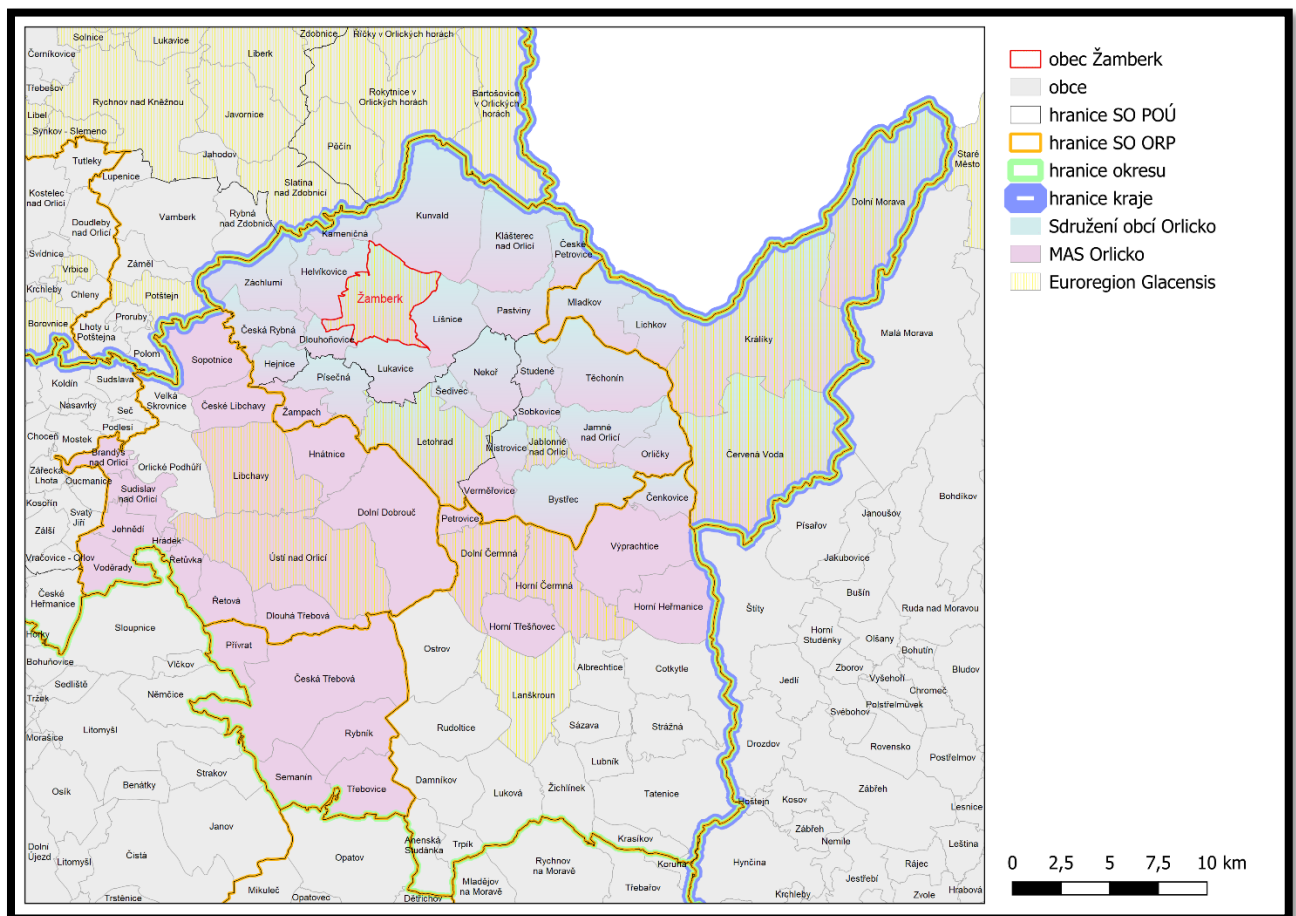 Solnice
Lukavice
Zdobnice
Říčky v Orlických horách
Černíkovice
Liberk
Třebešov
Rychnov nad Kněžnou
Rokytnice v
Orlických horách
Bartošovice
v Orlických
horách
Libel
Javornice
Synkov - Slemeno
Pěčín
Jahodov
Tutleky
Lupenice
Slatina
nad Zdobnicí
Staré
Město
Kostelec
nad Orlicí
Vamberk
Rybná
nad Zdobnicí
Kunvald
Dolní Morava
Doudleby
nad Orlicí
Kameničná
Klášterec
nad Orlicí
České
Petrovice
Svídnice
Vrbice
Záměl
Helvíkovice
Záchlumí
Krchleby
Chleny
Potštejn
Žamberk
Mladkov
Borovnice
Lhoty u
Potštejna
Proruby
Líšnice
Pastviny
Lichkov
Česká Rybná
Dlouhoňovice
Králíky
Malá Morava
Polom
Sopotnice
Hejnice
Písečná
Lukavice
Nekoř
Studené
Těchonín
Koldín
Sudslava
Šedivec
Velká
Skrovnice
České Libchavy
Žampach
Sobkovice
Nasavrky
Seč
Podlesí
Letohrad
Jamné
nad Orlicí
Choceň
Mostek
Mistrovice
Jablonné
nad Orlicí
Orličky
Červená Voda
Brandýs
nad Orlicí
Hnátnice
Zářecká
Lhota
Oucmanice
Orlické Podhůří
Libchavy
Sudislav
nad Orlicí
Verměřovice
Bystřec
Čenkovice
Bohdíkov
Kosořín
Svatý
Jiří
Dolní Dobrouč
Petrovice
Janoušov
Písařov
Zálší
Jehnědí
Hrádek
Výprachtice
Vračovice - Orlov
Voděrady
Řetůvka
Ústí nad Orlicí
Dolní Čermná
Jakubovice
Horní Čermná
České
Heřmanice
Řetová
Dlouhá Třebová
Horní Heřmanice
Štíty
Bušín
Ruda nad Moravou
Sloupnice
Horní Třešňovec
Horní
Studénky
Olšany
Horky
Přívrat
Ostrov
Bohutín
Bohuňovice
Vlčkov
Albrechtice
Cotkytle
Zborov
Bludov
Sedliště
Česká Třebová
Jedlí
Vyšehoří
Chromeč
Tržek
Němčice
Lanškroun
Polstřelmůvek
Svébohov
Litomyšl
Rudoltice
Sázava
Strážná
Morašice
Rybník
Drozdov
Rovensko
Postřelmov
Strakov
Lubník
Semanín
Damníkov
Benátky
Třebovice
Žichlínek
Zábřeh
Osík
Luková
Tatenice
Hoštejn
Kosov
Lesnice
Janov
Zábřeh
Nemile
Krasíkov
Dolní
Újezd
Litomyšl
Čistá
Anenská
Studánka
Trpík
Leština
Opatov
Rychnov
na Moravě
Koruna
Hynčina
Rájec
Mikuleč
Opatovec
Dětřichov
Mladějov
na Moravě
Třebařov
Jestřebí
Hrabová
Trstěnice
Krchleby
Zvole
obec Žamberk
obce
hranice SO POÚ
hranice SO ORP
hranice okresu
hranice kraje
Sdružení obcí Orlicko
MAS Orlicko
Euroregion Glacensis
0 2,5 5 7,5 10 km